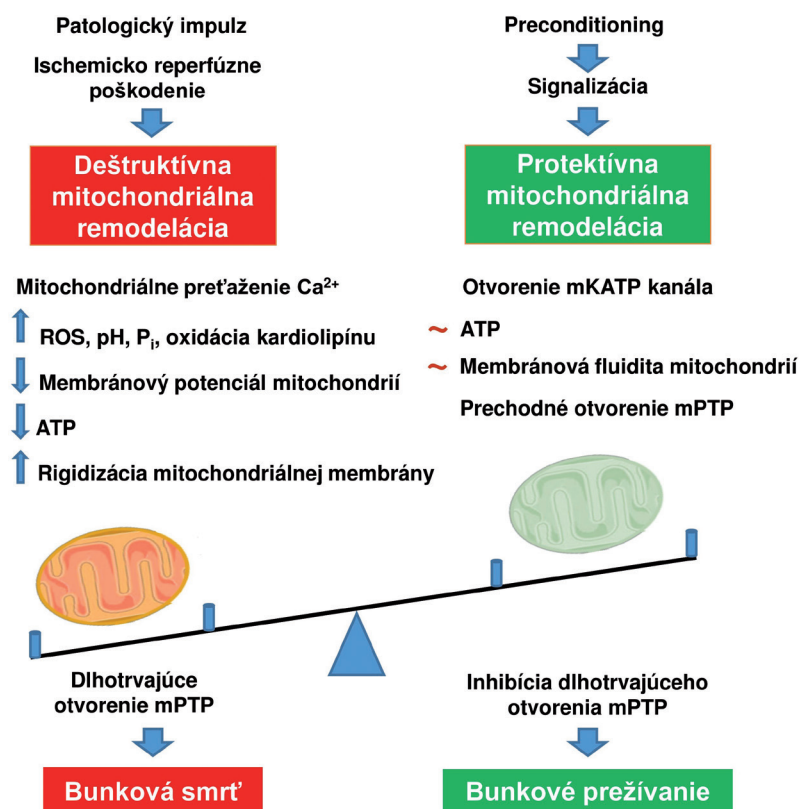 Patologický impulz
Ischemicko reperfúzne
poškodenie
Deštruktívna
mitochondriálna
remodelácia
Mitochondriálne preťaženie Ca²⁺
ROS, pH, Pᵢ, oxidácia kardiolipínu
Membránový potenciál mitochondrií
ATP
Rigidizácia mitochondriálnej membrány
Preconditioning
Signalizácia
Protektívna
mitochondriálna
remodelácia
Otvorenie mKATP kanála
~ ATP
~ Membránová fluidita mitochondrií
Prechodné otvorenie mPTP
Dlhotrvajúce
otvorenie mPTP
Bunková smrť
Inhibícia dlhotrvajúceho
otvorenia mPTP
Bunkové prežívanie